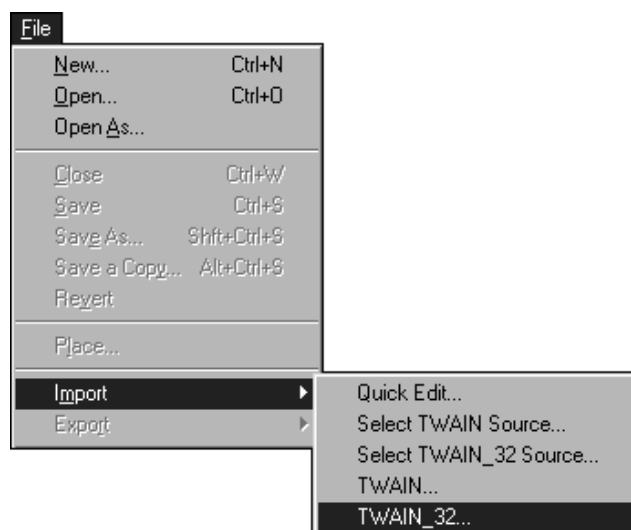 File
New... Ctrl+N
Open... Ctrl+O
Open As...
Close Ctrl+W
Save Ctrl+S
Save As... Shft+Ctrl+S
Save a Copy... Alt+Ctrl+S
Revert
Place...
Import
Export
Quick Edit...
Select TWAIN Source...
Select TWAIN_32 Source...
TWAIN...
TWAIN_32...